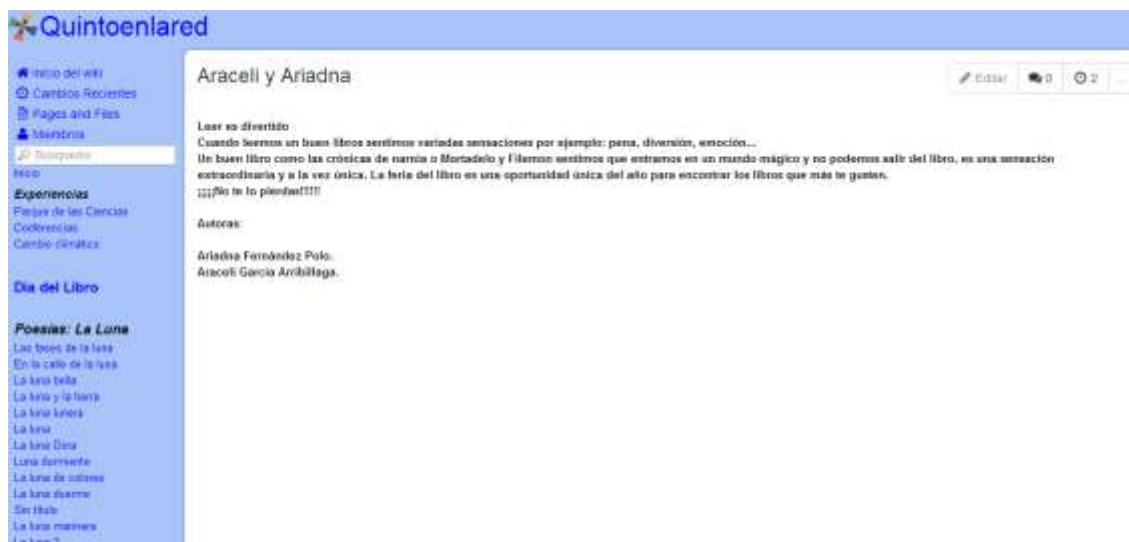 Quintoenlared
Inicio del wiki
Cambios Recientes
Pages and Files
Miembros
Búsqueda
Inicio
Experiencias
Parque de las Ciencias
Conferencias
Cambio climático
Día del Libro
Poesías: La Luna
Las fases de la luna
En la calle de la luna
La luna bella
La luna y la tierra
La luna lunera
La luna
La luna Dora
Luna durmiente
La luna de colores
La luna duerme
Sin título
La luna marinera
La luna 2
Araceli y Ariadna
Editar
0
2
...
Leer es divertido
Cuando leemos un buen libros sentimos variadas sensaciones por ejemplo: pena, diversión, emoción...
Un buen libro como las crónicas de narnia o Mortadelo y Filemon sentimos que entramos en un mundo mágico y no podemos salir del libro, es una sensación
extraordinaria y a la vez única. La feria del libro es una oportunidad única del año para encontrar los libros que más te gusten.
¡¡¡¡No te lo pierdas!!!!!
Autoras:
Ariadna Fernández Polo.
Araceli García Arribillaga.